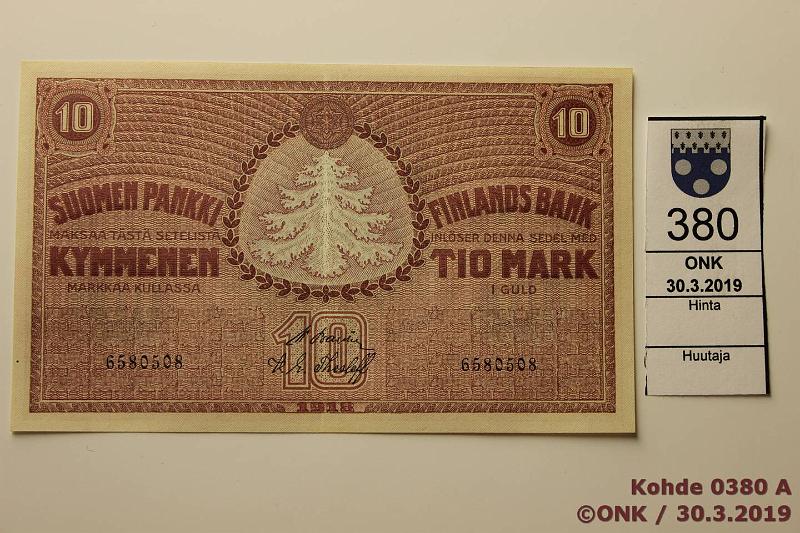 10 10
SUOMEN PANKKI
MAKSAA TÄSTÄ SETELISTÄ
KYMMENEN
MARKKAA KULLASSA
FINLANDS BANK
INLÖSER DENNA SEDEL MED
TIO MARK
I GULD
10
6580508 6580508
1918
380
ONK
30.3.2019
Hinta
Huutaja
Kohde 0380 A
©ONK / 30.3.2019